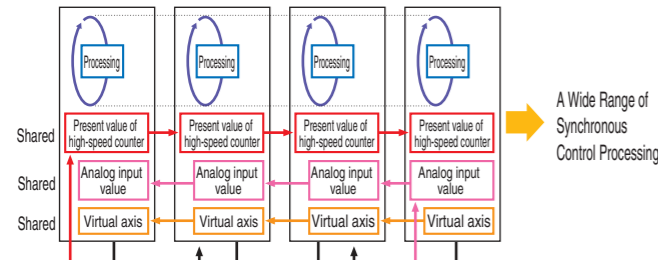 Processing Processing Processing Processing
A Wide Range of
Synchronous
Control Processing
Shared
Present value of
high-speed counter
Present value of
high-speed counter
Present value of
high-speed counter
Present value of
high-speed counter
Shared
Analog input
value
Analog input
value
Analog input
value
Analog input
value
Shared
Virtual axis Virtual axis Virtual axis Virtual axis